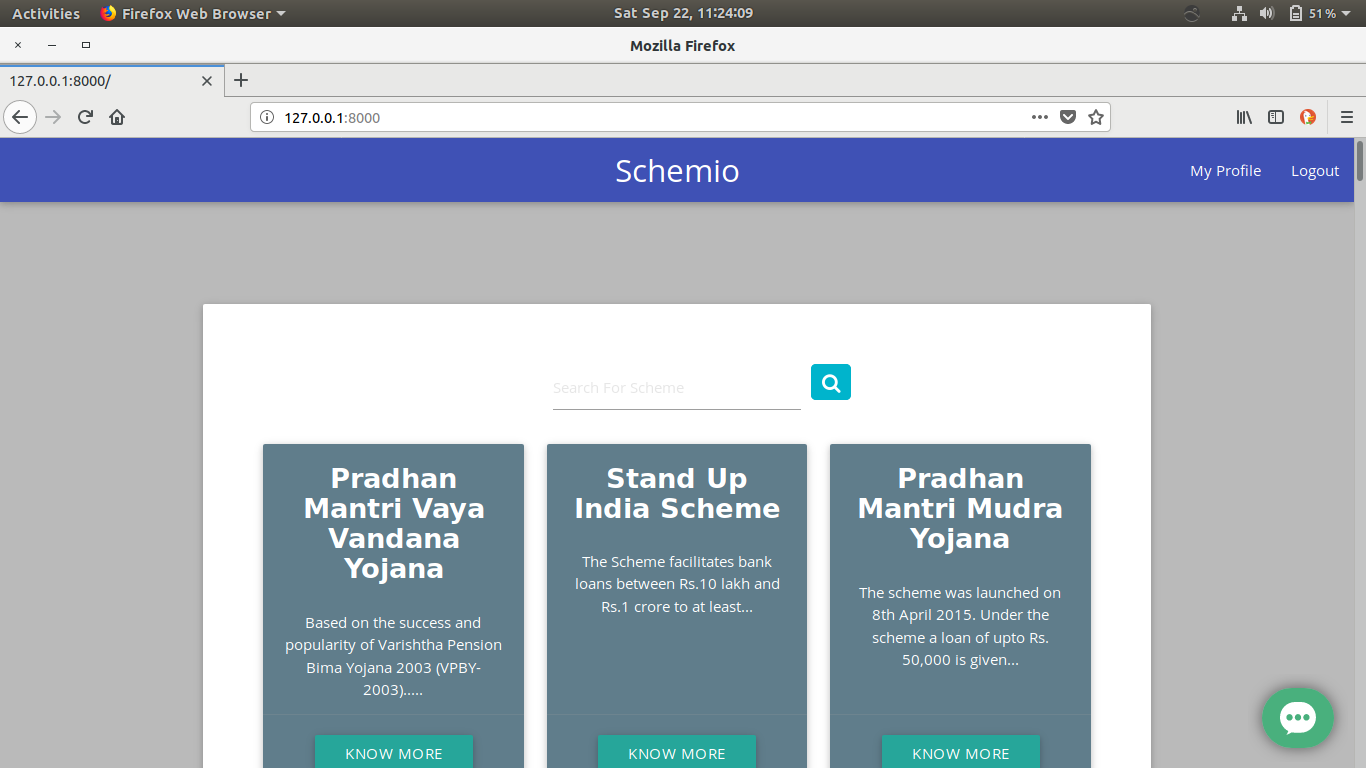 Activities Firefox Web Browser Sat Sep 22, 11:24:09 51%
Mozilla Firefox
127.0.0.1:8000/
127.0.0.1:8000
Schemio My Profile Logout
Search For Scheme
Pradhan
Mantri Vaya
Vandana
Yojana
Based on the success and
popularity of Varishtha Pension
Bima Yojana 2003 (VPBY-
2003).....
KNOW MORE
Stand Up
India Scheme
The Scheme facilitates bank
loans between Rs.10 lakh and
Rs.1 crore to at least...
KNOW MORE
Pradhan
Mantri Mudra
Yojana
The scheme was launched on
8th April 2015. Under the
scheme a loan of upto Rs.
50,000 is given...
KNOW MORE